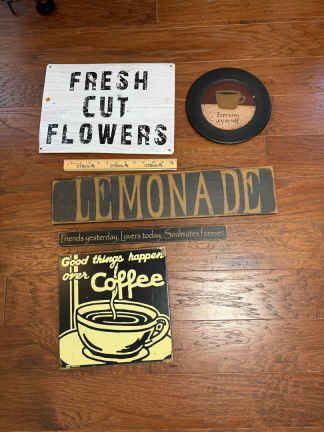 FRESH
CUT
FLOWERS
LEMONADE
Friends yesterday, Lovers today, Soulmates forever
Good things happen
over Coffee